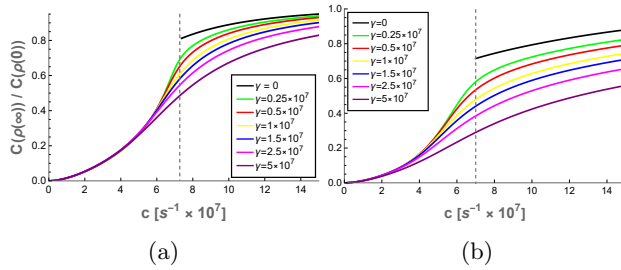 C(ρ(∞)) / C(ρ(0))
0.8
0.6
0.4
0.2
0.0
γ = 0
γ=0.25×10⁷
γ=0.5×10⁷
γ=1×10⁷
γ=1.5×10⁷
γ=2.5×10⁷
γ=5×10⁷
0 2 4 6 8 10 12 14
c [s⁻¹ × 10⁷]
(a)
1.0
0.8
0.6
0.4
0.2
0.0
γ=0
γ=0.25×10⁷
γ=0.5×10⁷
γ=1×10⁷
γ=1.5×10⁷
γ=2.5×10⁷
γ=5×10⁷
0 2 4 6 8 10 12 14
c [s⁻¹ × 10⁷]
(b)